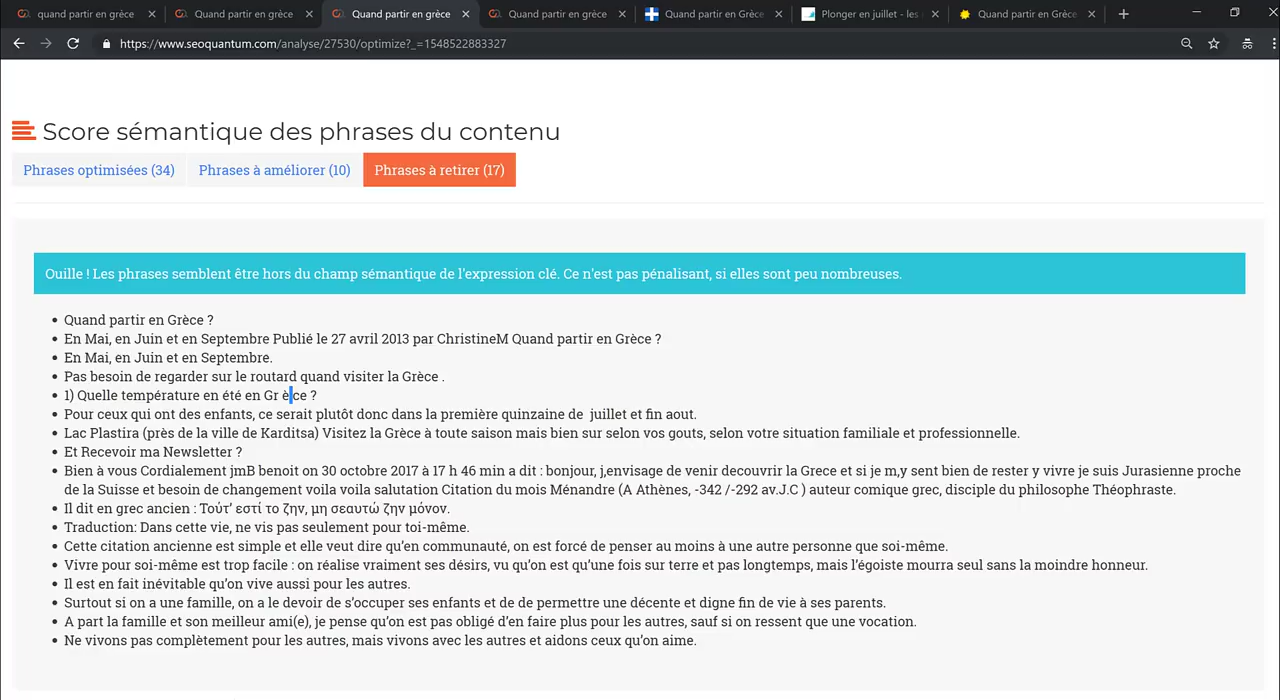 quand partir en grèce
Quand partir en grèce
Quand partir en grèce
Quand partir en grèce
Quand partir en Grèce
Plonger en juillet - les
Quand partir en Grèce
https://www.seoquantum.com/analyse/27530/optimize?_=1548522883327
Score sémantique des phrases du contenu
Phrases optimisées (34) Phrases à améliorer (10) Phrases à retirer (17)
Ouille ! Les phrases semblent être hors du champ sémantique de l'expression clé. Ce n'est pas pénalisant, si elles sont peu nombreuses.
• Quand partir en Grèce ?
• En Mai, en Juin et en Septembre Publié le 27 avril 2013 par ChristineM Quand partir en Grèce ?
• En Mai, en Juin et en Septembre.
• Pas besoin de regarder sur le routard quand visiter la Grèce .
• 1) Quelle température en été en Gr è ce ?
• Pour ceux qui ont des enfants, ce serait plutôt donc dans la première quinzaine de juillet et fin aout.
• Lac Plastira (près de la ville de Karditsa) Visitez la Grèce à toute saison mais bien sur selon vos gouts, selon votre situation familiale et professionnelle.
• Et Recevoir ma Newsletter ?
• Bien à vous Cordialement jmB benoit on 30 octobre 2017 à 17 h 46 min a dit : bonjour, j,envisage de venir decouvrir la Grece et si je m,y sent bien de rester y vivre je suis Jurasienne proche
de la Suisse et besoin de changement voila voila salutation Citation du mois Ménandre (A Athènes, -342 /-292 av.J.C ) auteur comique grec, disciple du philosophe Théophraste.
• Il dit en grec ancien : Τούτ’ εστί το ζην, μη σεαυτώ ζην μόνον.
• Traduction: Dans cette vie, ne vis pas seulement pour toi-même.
• Cette citation ancienne est simple et elle veut dire qu’en communauté, on est forcé de penser au moins à une autre personne que soi-même.
• Vivre pour soi-même est trop facile : on réalise vraiment ses désirs, vu qu'on est qu'une fois sur terre et pas longtemps, mais l’égoiste mourra seul sans la moindre honneur.
• Il est en fait inévitable qu’on vive aussi pour les autres.
• Surtout si on a une famille, on a le devoir de s’occuper ses enfants et de de permettre une décente et digne fin de vie à ses parents.
• A part la famille et son meilleur ami(e), je pense qu’on est pas obligé d’en faire plus pour les autres, sauf si on ressent que une vocation.
• Ne vivons pas complètement pour les autres, mais vivons avec les autres et aidons ceux qu’on aime.